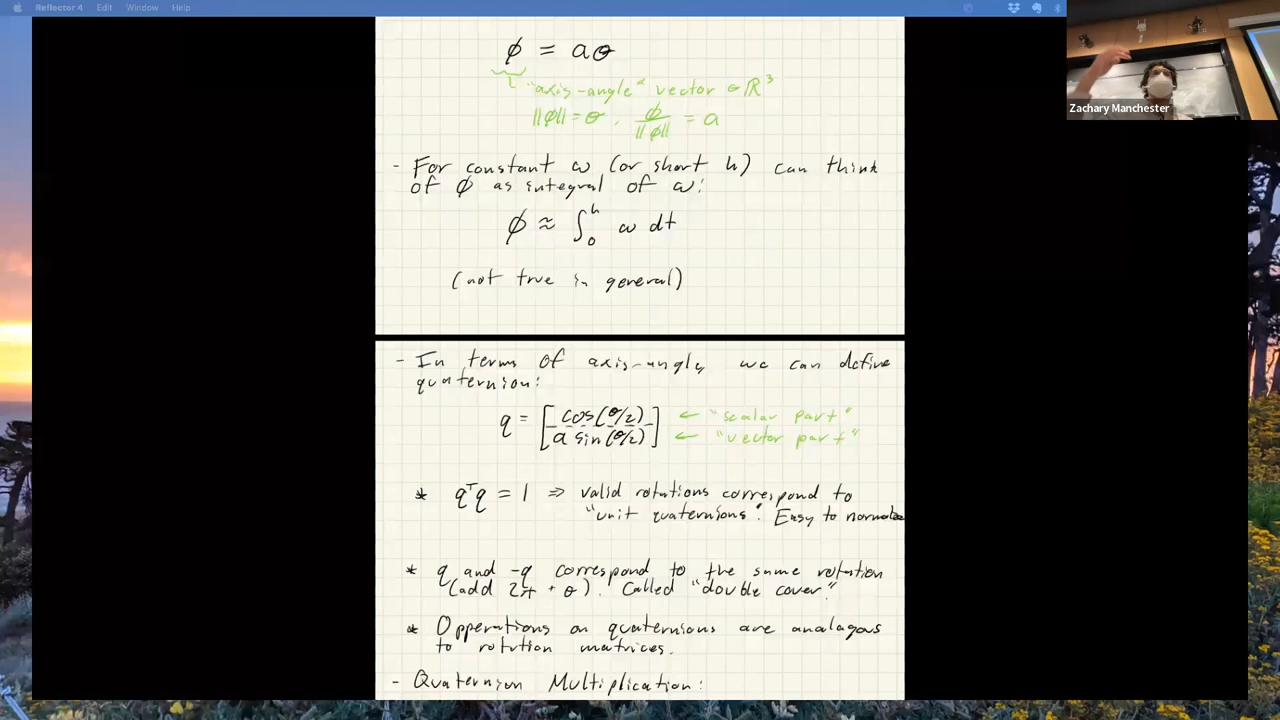 Reflector 4 Edit Window Help
Zachary Manchester
ϕ = aθ
"axis-angle" vector ∈ ℝ³
||ϕ|| = θ, ϕ/||ϕ|| = a
- For constant ω (or short h) can think
of ϕ as integral of ω:
ϕ ≈ ∫₀ʰ ω dt
(not true in general)
- In terms of axis-angle, we can define
quaternion:
q = [cos(θ/2)] ← "scalar part"
[a sin(θ/2)] ← "vector part"
* qᵀq = 1 ⇒ valid rotations correspond to
"unit quaternions". Easy to normalize
* q and -q correspond to the same rotation
(add 2π to θ). Called "double cover".
* Opperations on quaternions are analagos
to rotation matrices.
- Quaternion Multiplication: